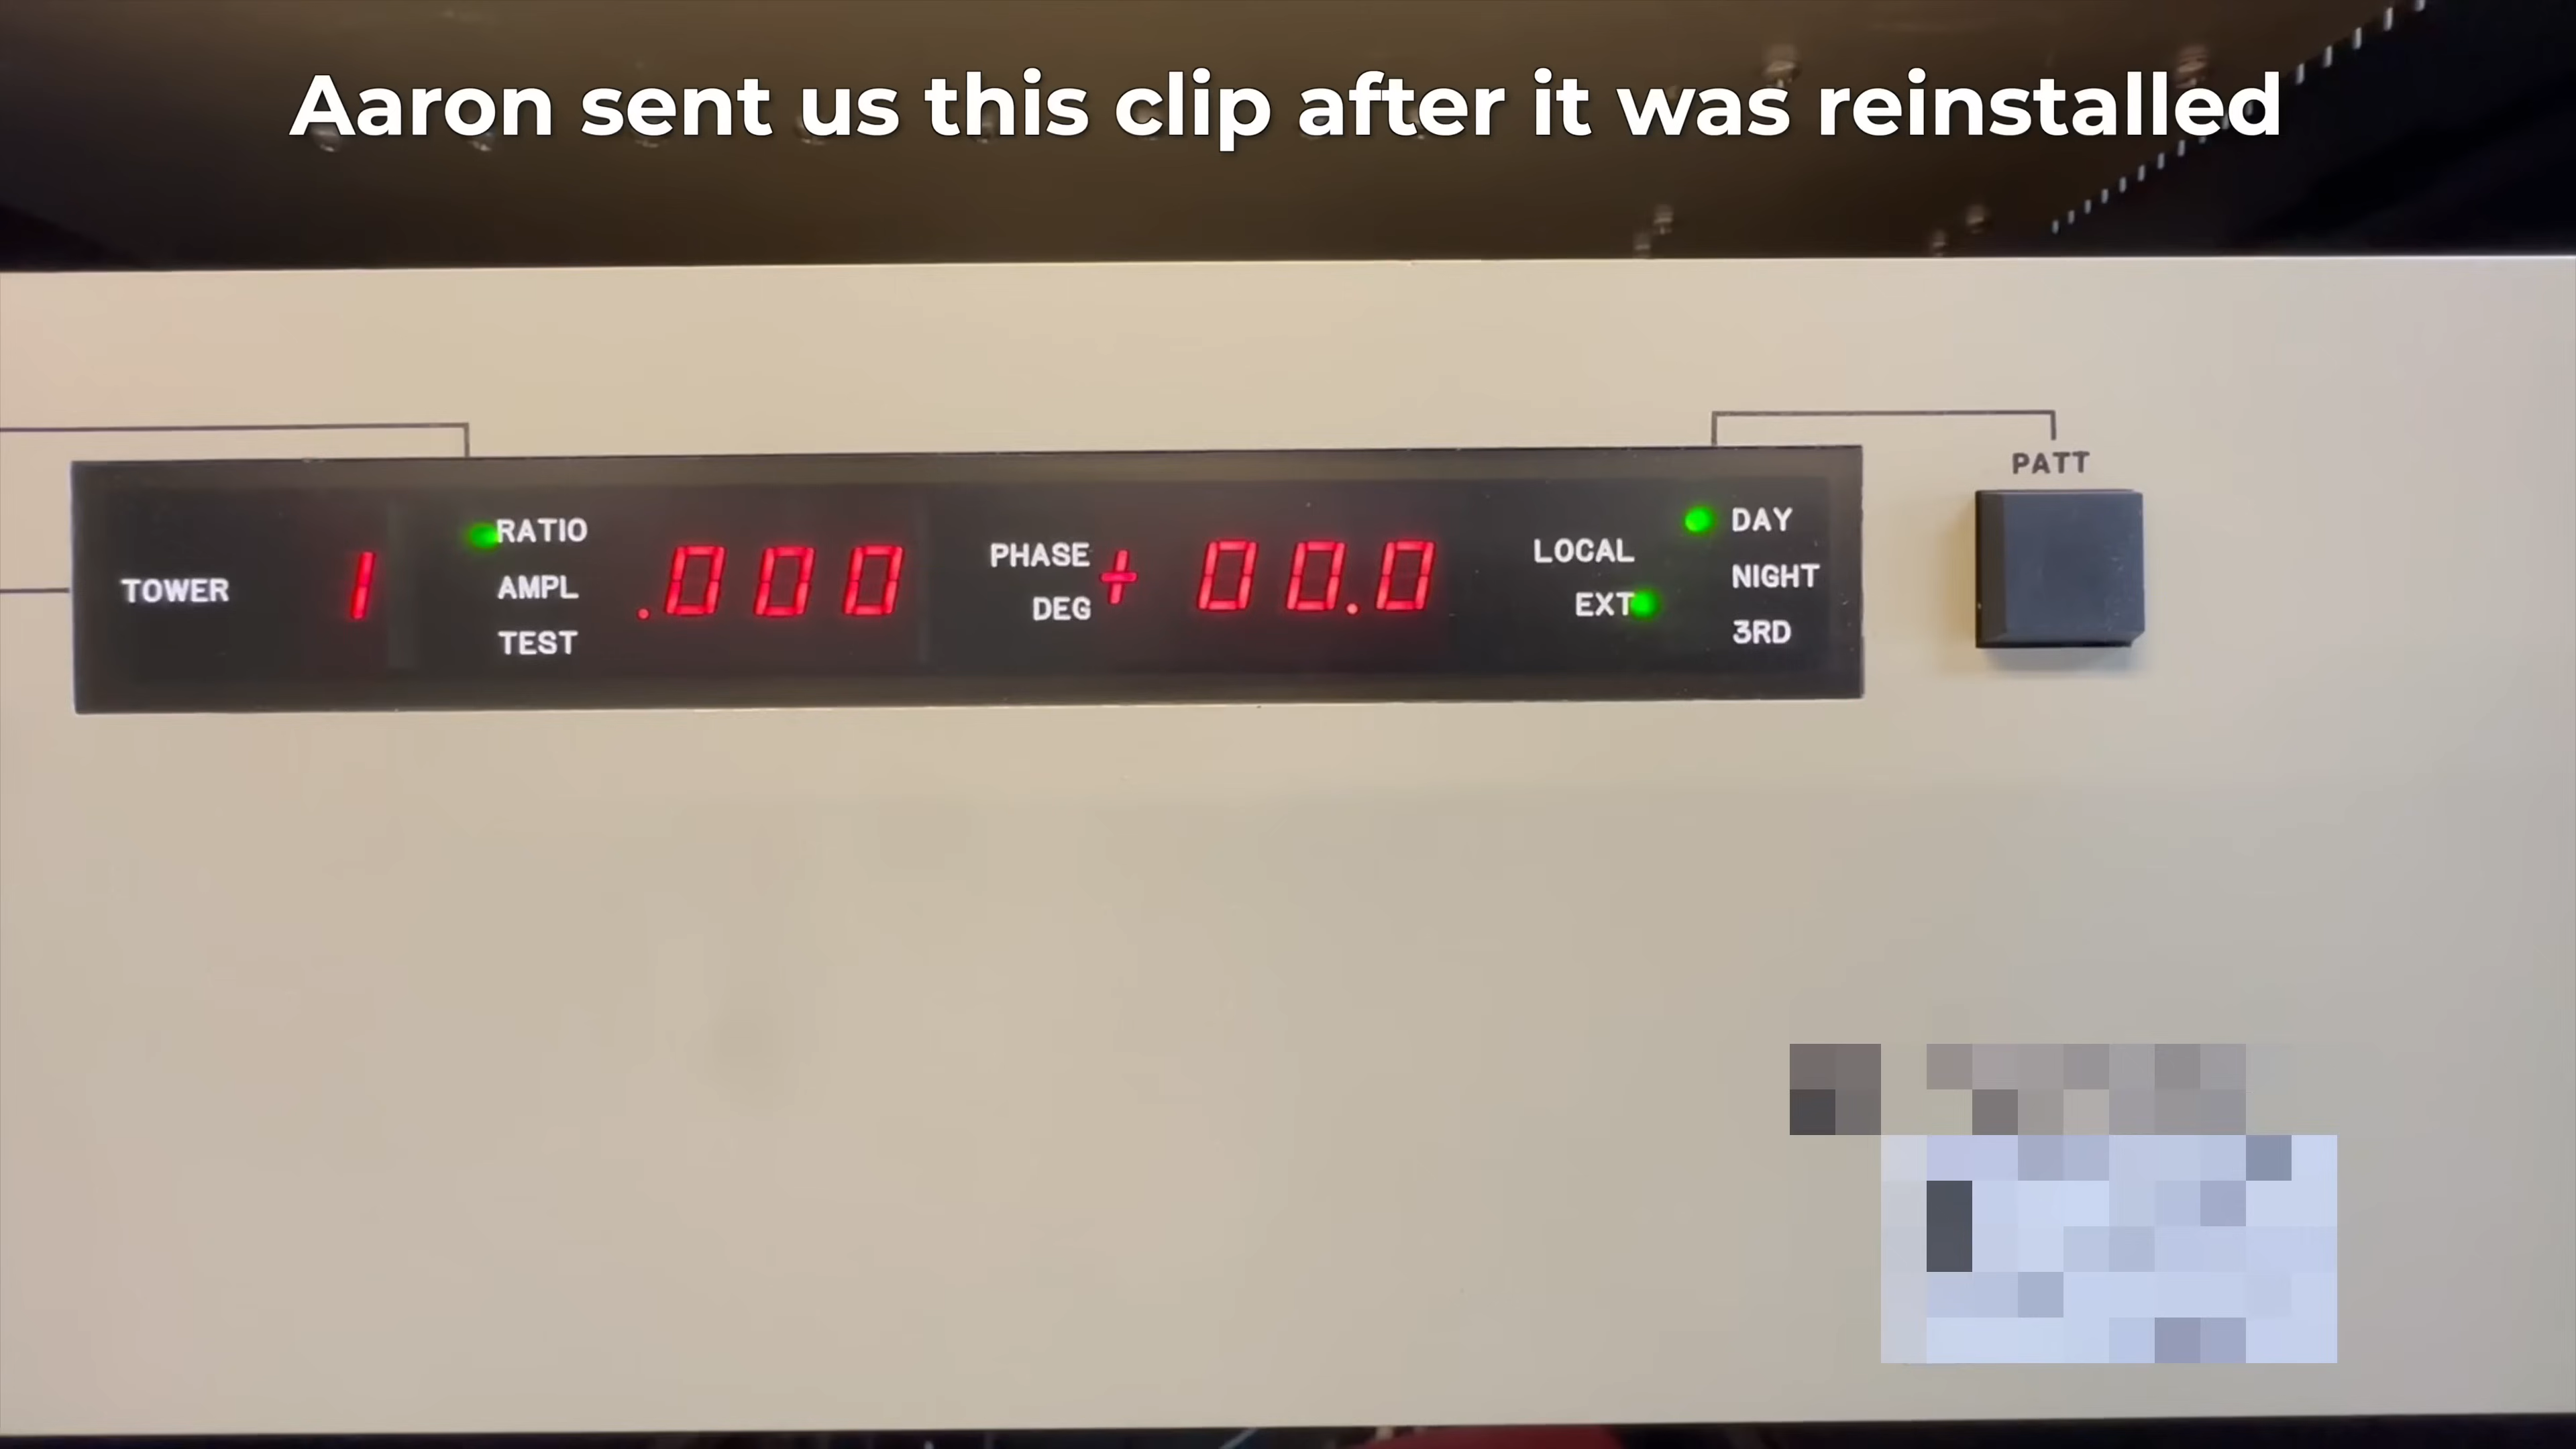 Aaron sent us this clip after it was reinstalled
PATT
TOWER 1
RATIO
AMPL
TEST
.000
PHASE
DEG
+ 00.0
LOCAL
EXT
DAY
NIGHT
3RD